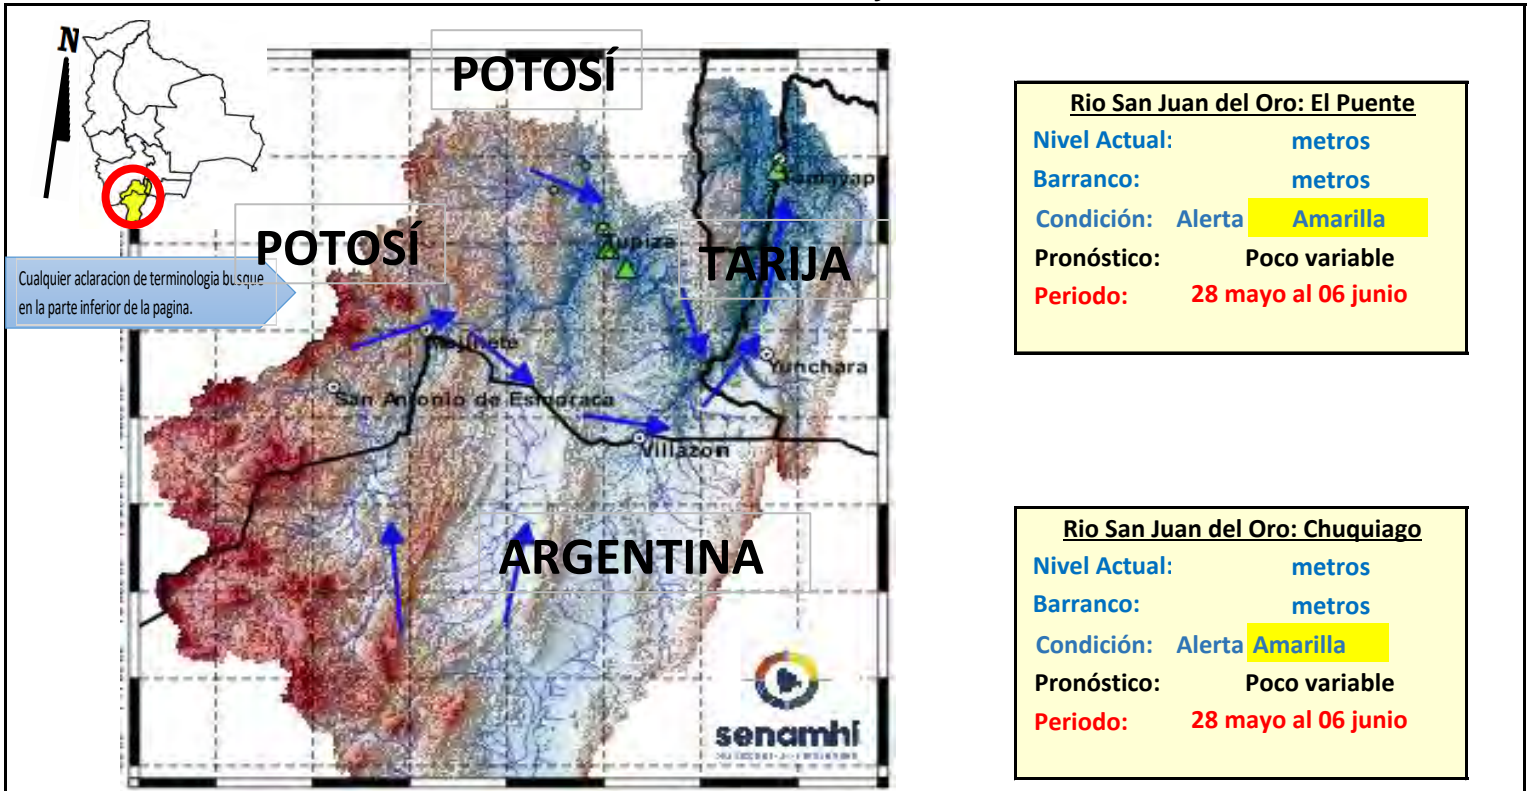 N
POTOSÍ
POTOSÍ
TARIJA
ARGENTINA
Cualquier aclaracion de terminologia busque
en la parte inferior de la pagina.
Tupiza
Yunchara
San Antonio de Esmoraca
Villazon
senamhi
Rio San Juan del Oro: El Puente
Nivel Actual: metros
Barranco: metros
Condición: Alerta Amarilla
Pronóstico: Poco variable
Periodo: 28 mayo al 06 junio
Rio San Juan del Oro: Chuquiago
Nivel Actual: metros
Barranco: metros
Condición: Alerta Amarilla
Pronóstico: Poco variable
Periodo: 28 mayo al 06 junio